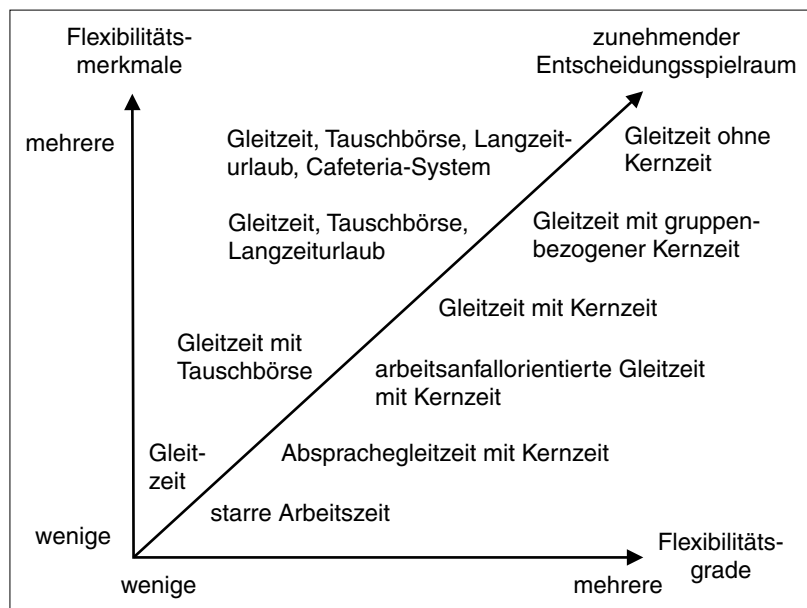 Flexibilitäts-
merkmale
zunehmender
Entscheidungsspielraum
mehrere
Gleitzeit, Tauschbörse, Langzeit-
urlaub, Cafeteria-System
Gleitzeit ohne
Kernzeit
Gleitzeit, Tauschbörse,
Langzeiturlaub
Gleitzeit mit gruppen-
bezogener Kernzeit
Gleitzeit mit Kernzeit
Gleitzeit mit
Tauschbörse
arbeitsanfallorientierte Gleitzeit
mit Kernzeit
Gleit-
zeit
Absprachegleitzeit mit Kernzeit
starre Arbeitszeit
wenige
wenige
mehrere
Flexibilitäts-
grade